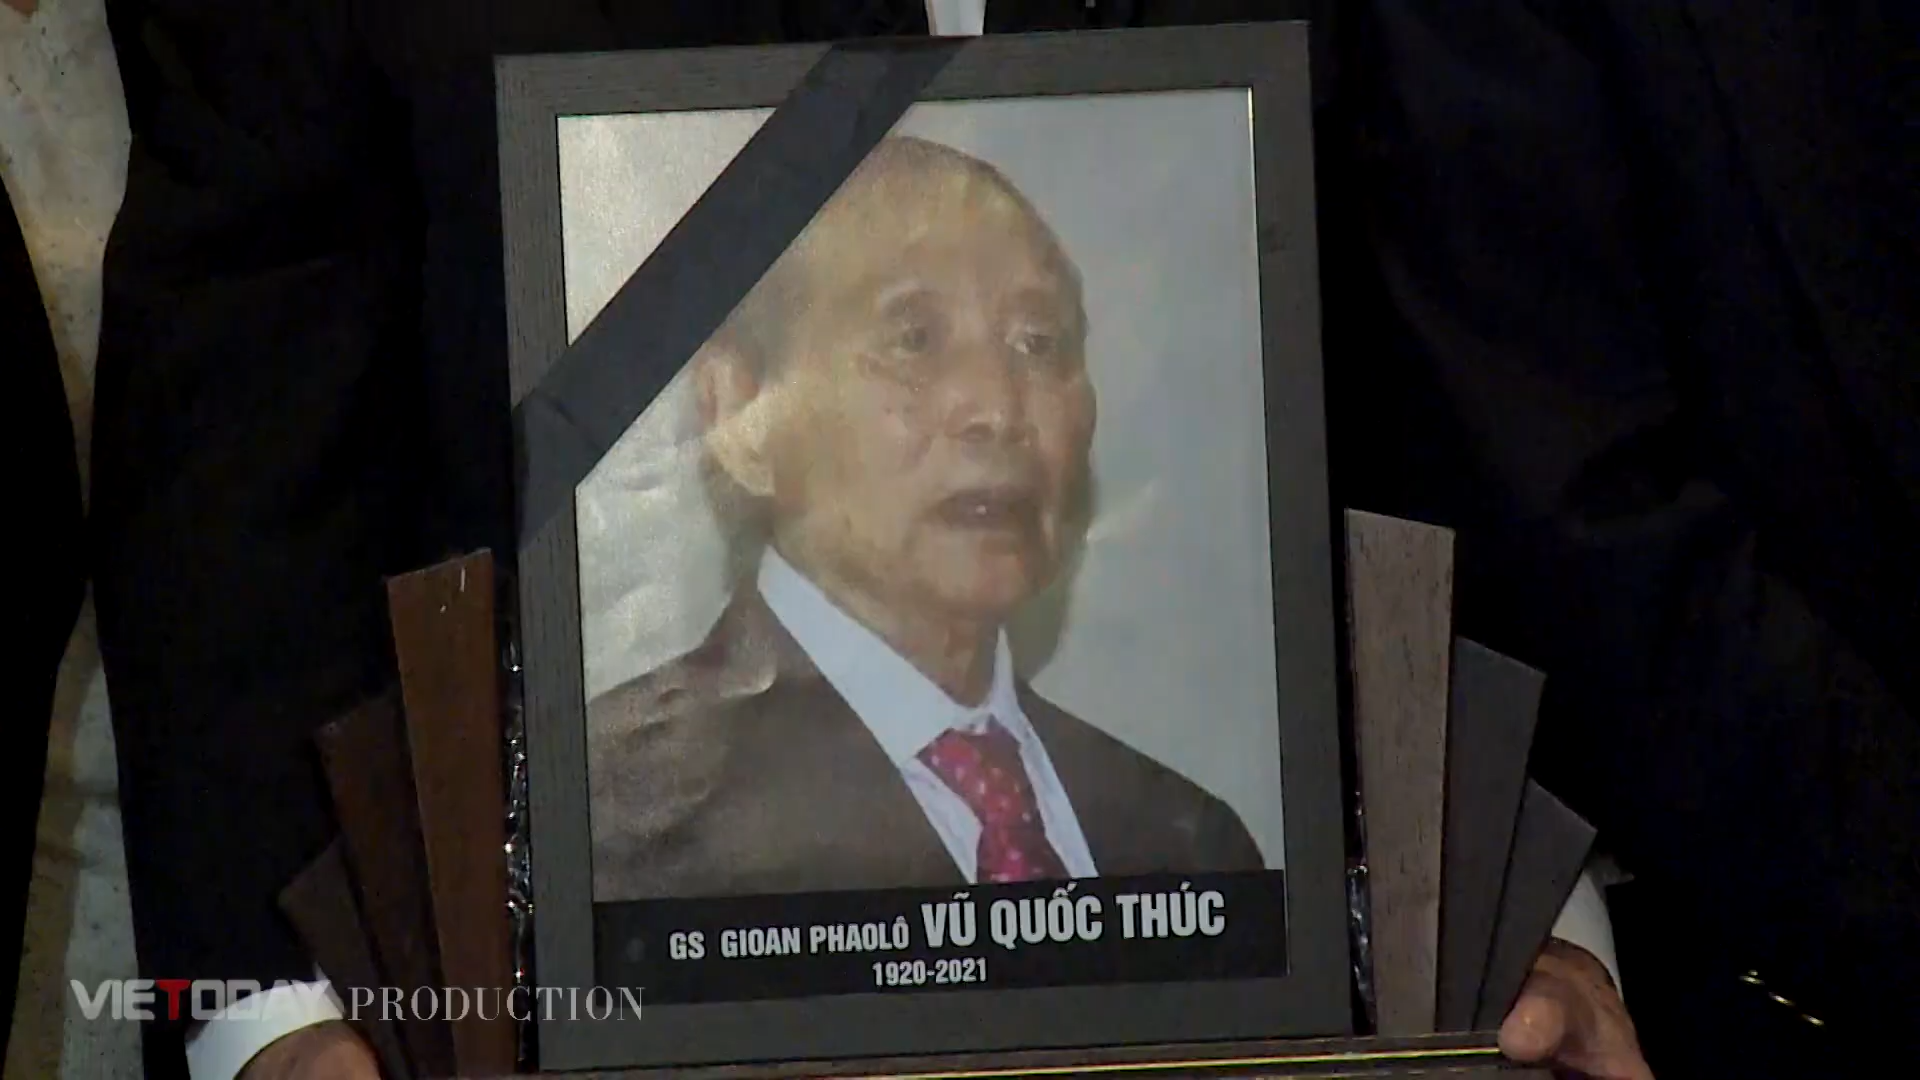 GS GIOAN PHAOLÔ VŨ QUỐC THÚC
1920-2021
VIETODAY PRODUCTION